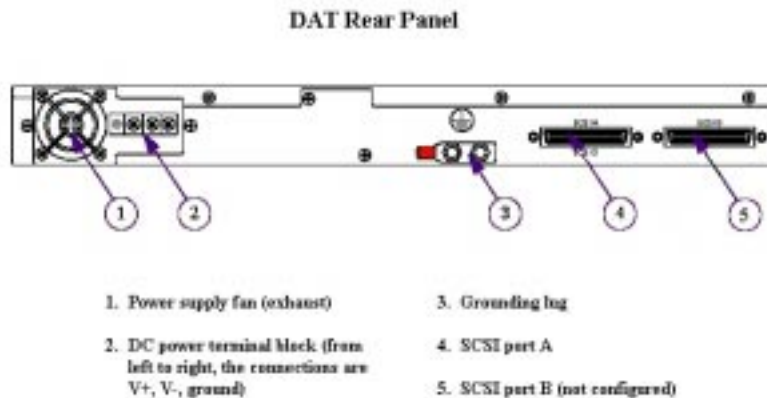 DAT Rear Panel
1
2
3
4
5
1. Power supply fan (exhaust)
2. DC power terminal block (from
left to right, the connections are
V+, V-, ground)
3. Grounding lug
4. SCSI port A
5. SCSI port B (not configured)